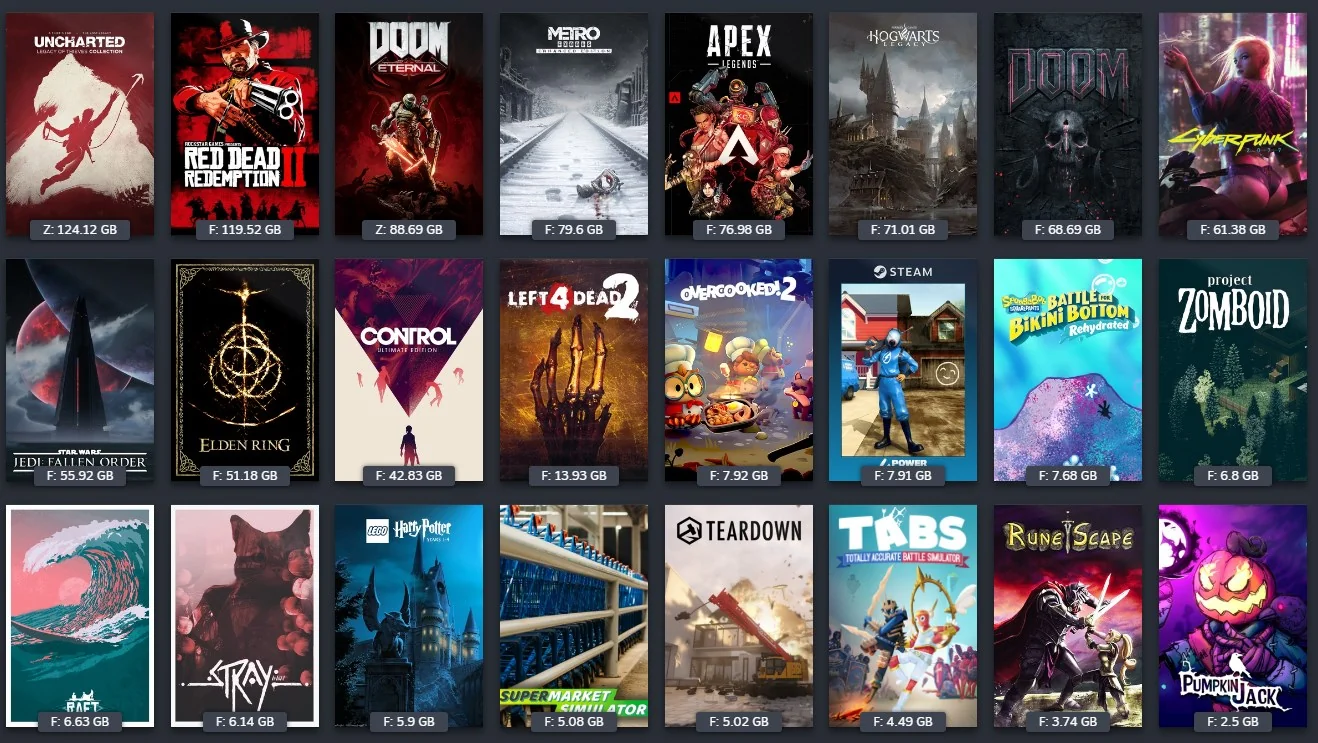 UNCHARTED
LEGACY OF THIEVES COLLECTION
Z: 124.12 GB
ROCKSTAR GAMES PRESENTS
RED DEAD
REDEMPTION II
F: 119.52 GB
DOOM
ETERNAL
Z: 88.69 GB
METRO
EXODUS
ENHANCED EDITION
F: 79.6 GB
APEX
LEGENDS
F: 76.98 GB
HOGWARTS
LEGACY
F: 71.01 GB
DOOM
F: 68.69 GB
CYBERPUNK
2077
F: 61.38 GB
STAR WARS
JEDI: FALLEN ORDER
F: 55.92 GB
ELDEN RING
F: 51.18 GB
CONTROL
ULTIMATE EDITION
F: 42.83 GB
LEFT 4 DEAD 2
F: 13.93 GB
OVERCOOKED! 2
F: 7.92 GB
STEAM
POWER
F: 7.91 GB
SPONGEBOB
SQUAREPANTS
BATTLE FOR
BIKINI BOTTOM
Rehydrated
F: 7.68 GB
project
ZOMBOID
F: 6.8 GB
RAFT
F: 6.63 GB
STRAY
F: 6.14 GB
LEGO
Harry Potter
YEARS 1-4
F: 5.9 GB
SUPERMARKET
SIMULATOR
F: 5.08 GB
TEARDOWN
F: 5.02 GB
TABS
TOTALLY ACCURATE BATTLE SIMULATOR
F: 4.49 GB
RUNESCAPE
F: 3.74 GB
PUMPKIN
JACK
F: 2.5 GB